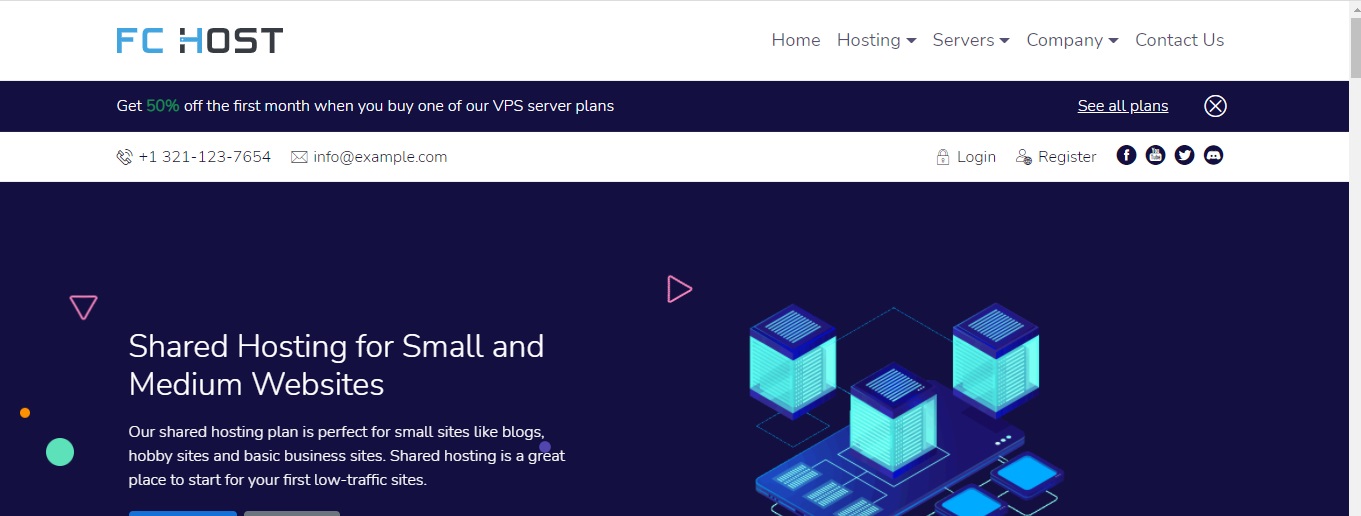 FC HOST
Home Hosting Servers Company Contact Us
Get 50% off the first month when you buy one of our VPS server plans See all plans
+1 321-123-7654 info@example.com Login Register
Shared Hosting for Small and
Medium Websites
Our shared hosting plan is perfect for small sites like blogs,
hobby sites and basic business sites. Shared hosting is a great
place to start for your first low-traffic sites.